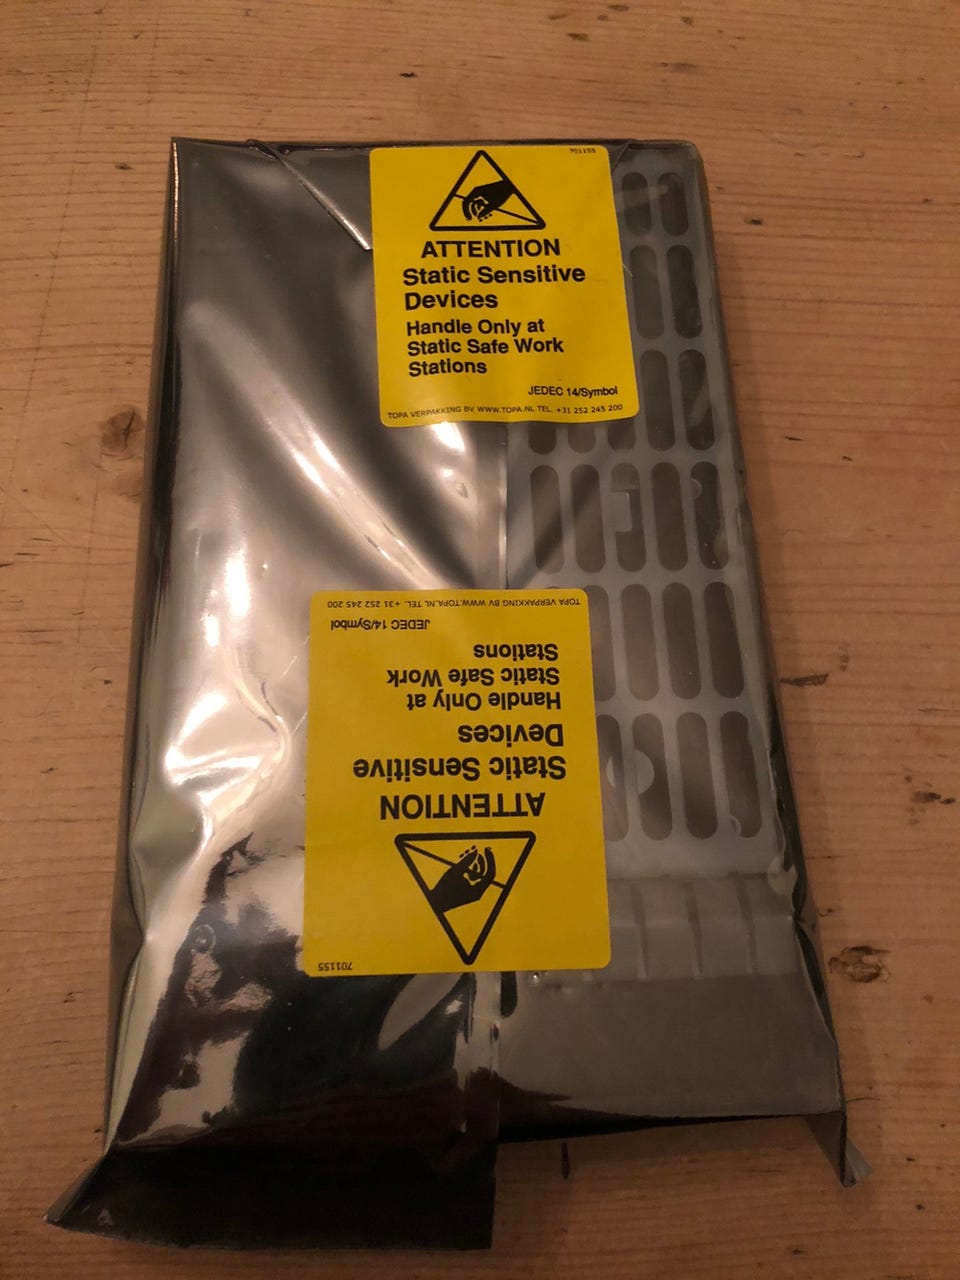 701155
ATTENTION
Static Sensitive
Devices
Handle Only at
Static Safe Work
Stations
JEDEC 14/Symbol
TOPA VERPAKKING BV WWW.TOPA.NL TEL. +31 252 245 200
701155
ATTENTION
Static Sensitive
Devices
Handle Only at
Static Safe Work
Stations
JEDEC 14/Symbol
TOPA VERPAKKING BV WWW.TOPA.NL TEL. +31 252 245 200